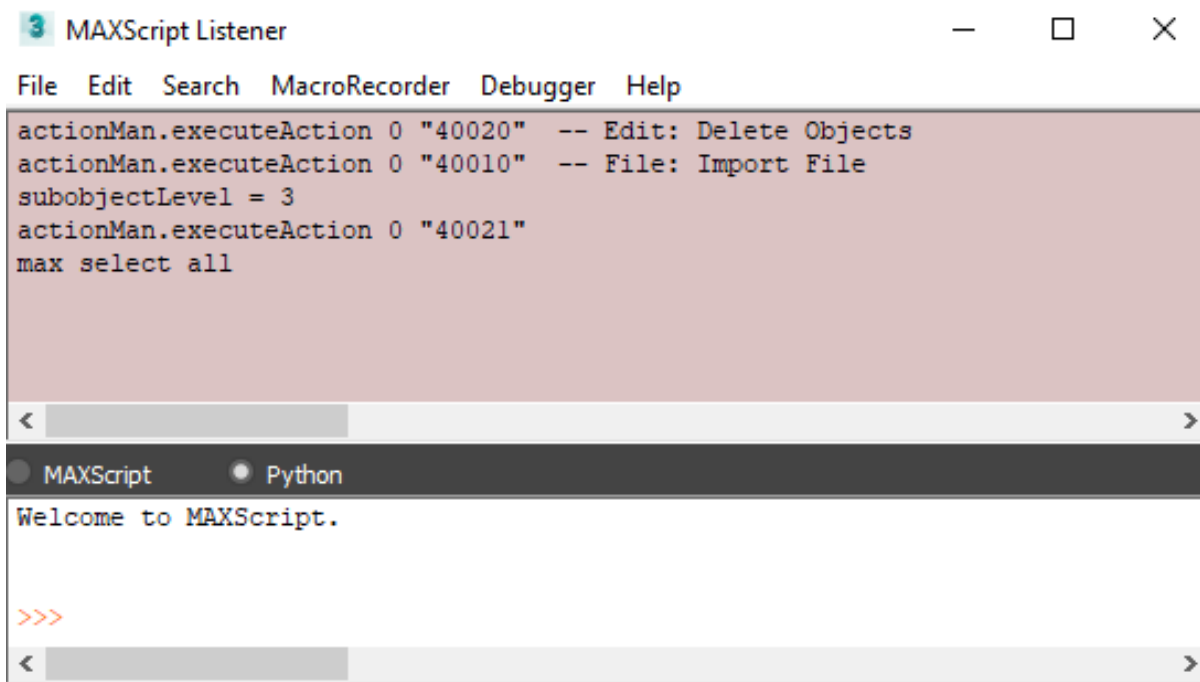 3 MAXScript Listener
File Edit Search MacroRecorder Debugger Help
actionMan.executeAction 0 "40020"  -- Edit: Delete Objects
actionMan.executeAction 0 "40010"  -- File: Import File
subobjectLevel = 3
actionMan.executeAction 0 "40021"
max select all
MAXScript Python
Welcome to MAXScript.
>>>